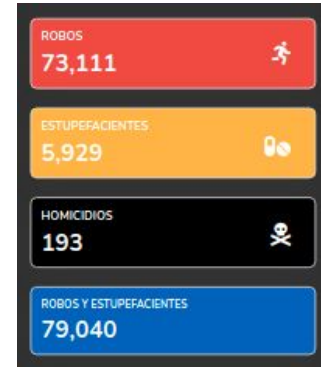 ROBOS
73,111
ESTUPEFACIENTES
5,929
HOMICIDIOS
193
ROBOS Y ESTUPEFACIENTES
79,040